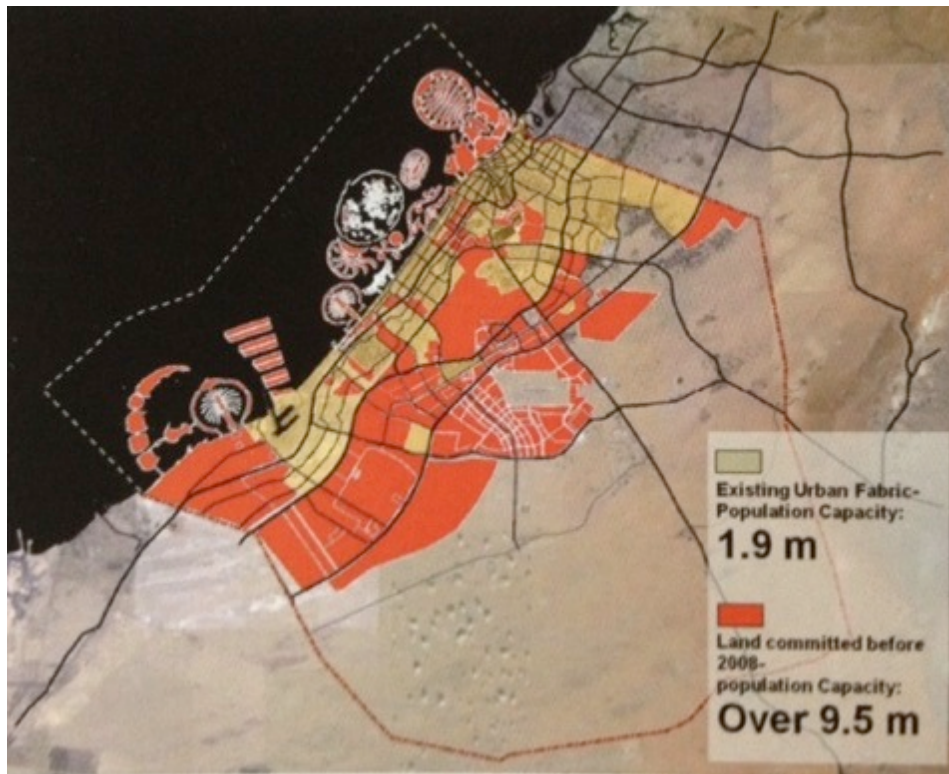 Existing Urban Fabric-
Population Capacity:
1.9 m
Land committed before
2008-
population Capacity:
Over 9.5 m